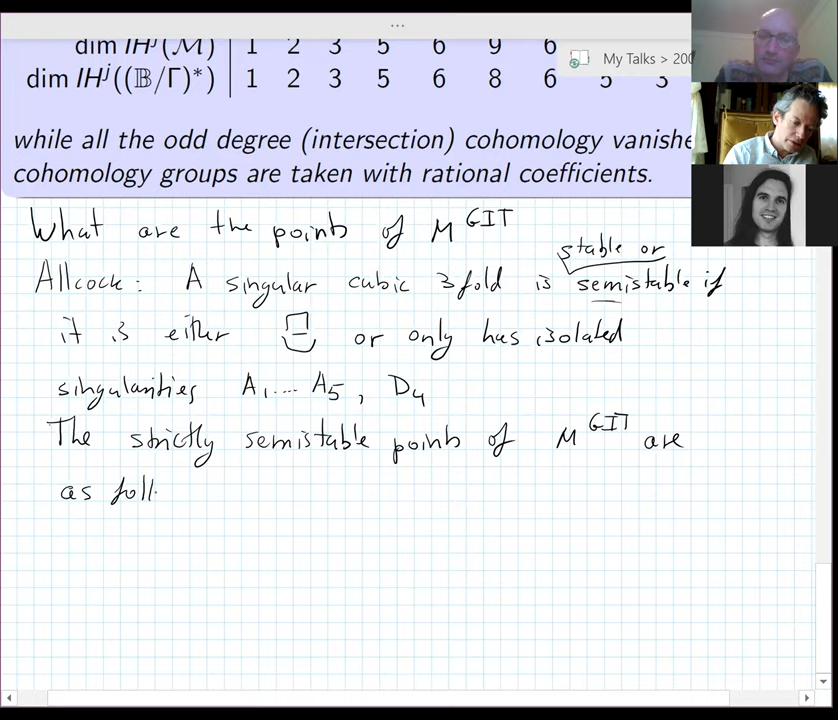 dim IHʲ(M) | 1 2 3 5 6 9 6
My Talks > 200
dim IHʲ((𝔹/Γ)*) | 1 2 3 5 6 8 6 5 3
while all the odd degree (intersection) cohomology vanishe
cohomology groups are taken with rational coefficients.
What are the points of M^GIT
stable or
Allcock: A singular cubic 3fold is semistable if
it is either or only has isolated
singularities A₁.... A₅, D₄
The strictly semistable points of M^GIT are
as foll